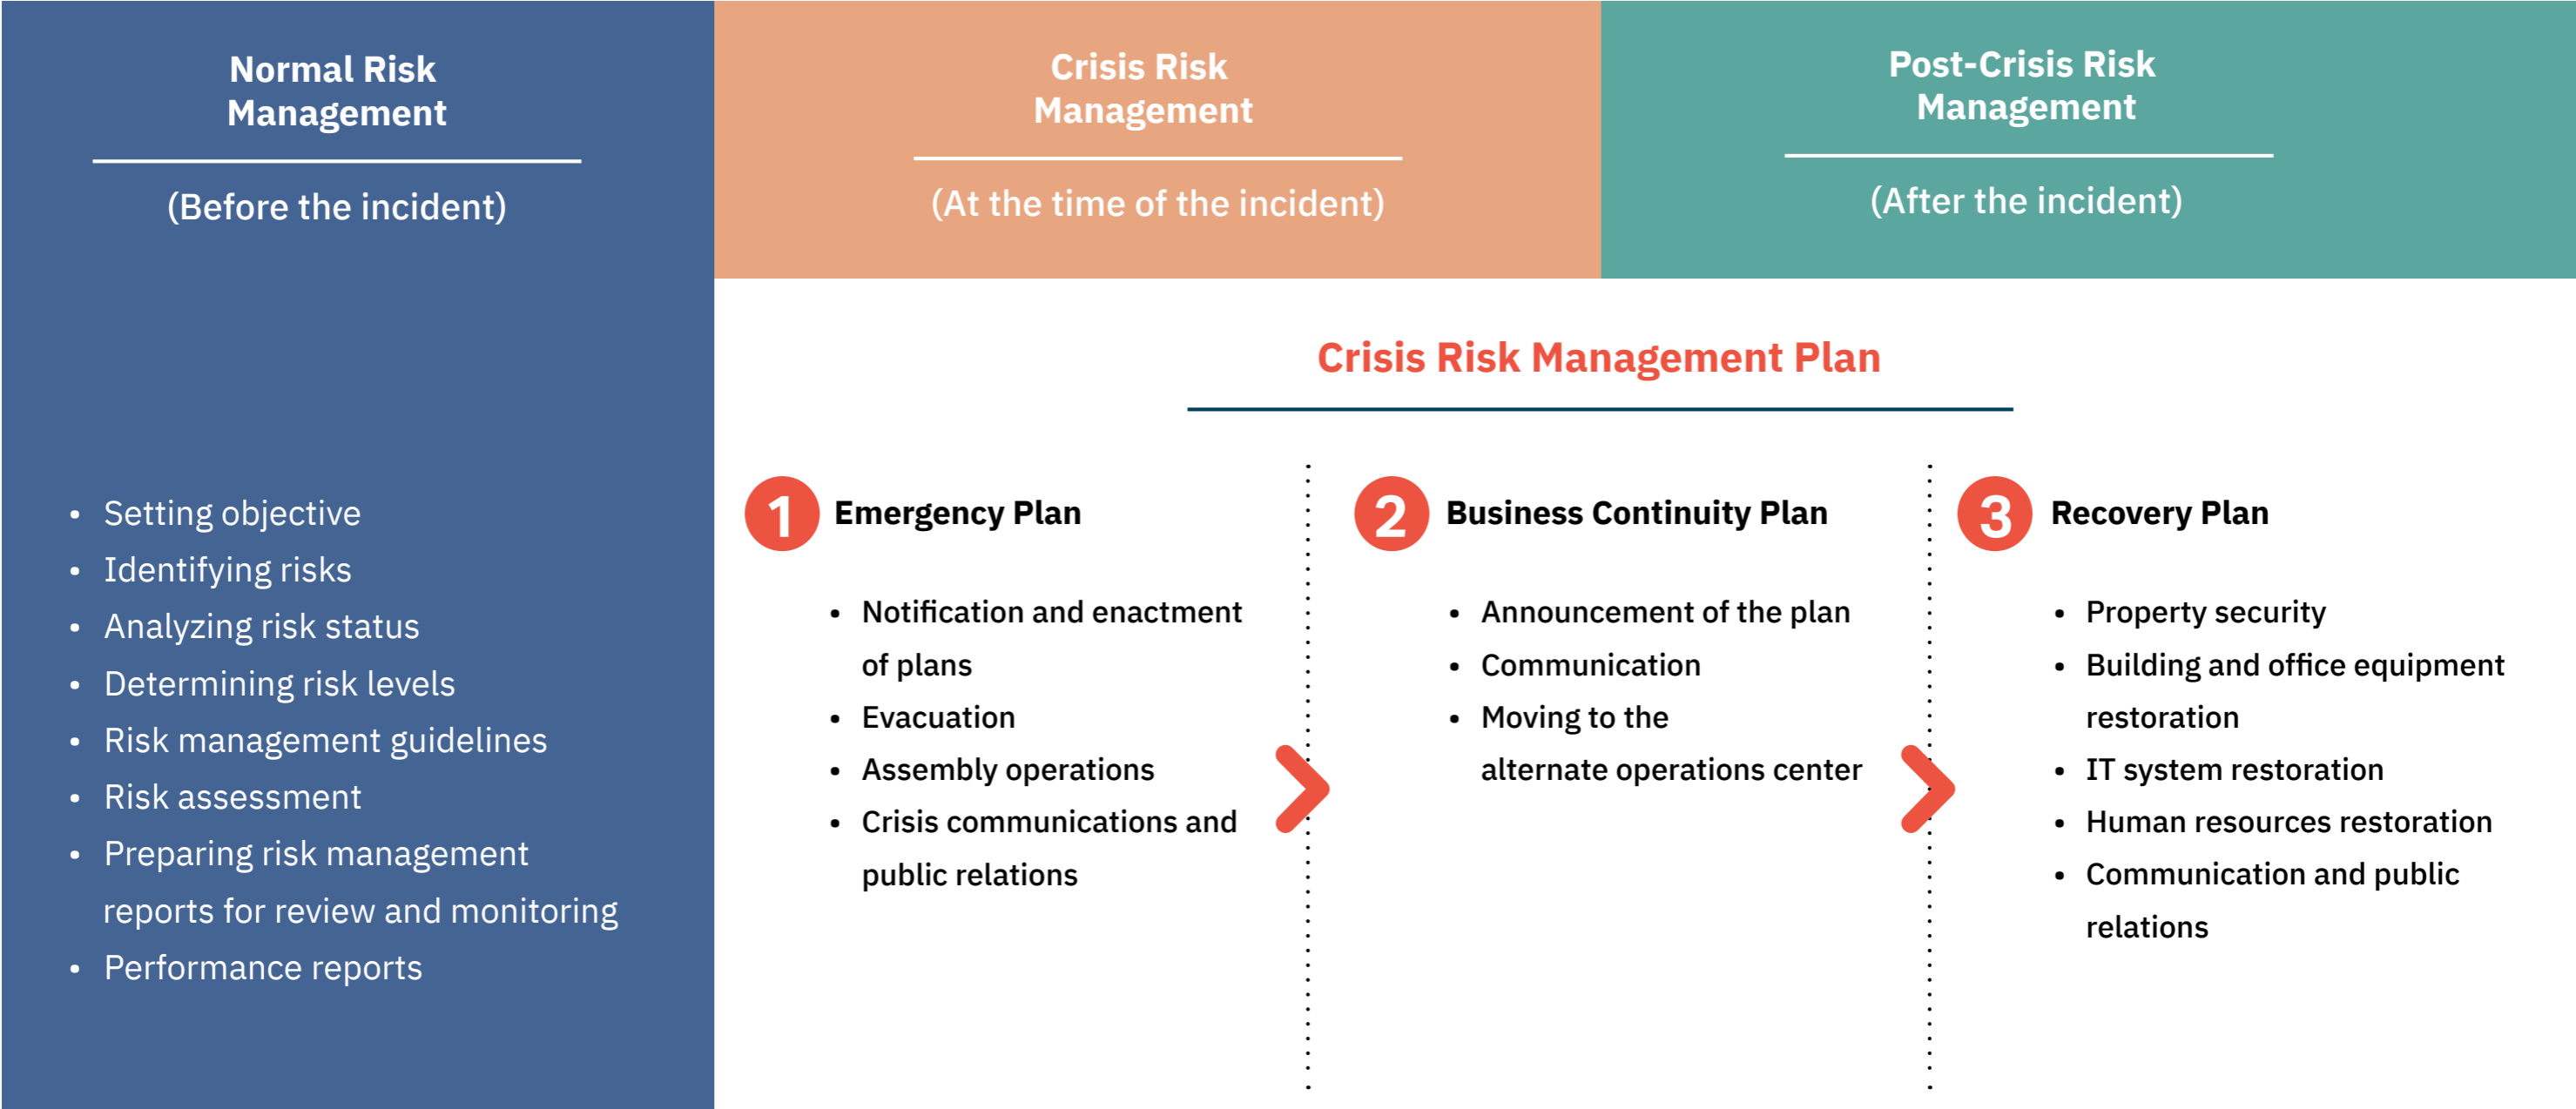 Normal Risk
Management
(Before the incident)
• Setting objective
• Identifying risks
• Analyzing risk status
• Determining risk levels
• Risk management guidelines
• Risk assessment
• Preparing risk management
reports for review and monitoring
• Performance reports
Crisis Risk
Management
(At the time of the incident)
Post-Crisis Risk
Management
(After the incident)
Crisis Risk Management Plan
1 Emergency Plan
• Notification and enactment
of plans
• Evacuation
• Assembly operations
• Crisis communications and
public relations
2 Business Continuity Plan
• Announcement of the plan
• Communication
• Moving to the
alternate operations center
3 Recovery Plan
• Property security
• Building and office equipment
restoration
• IT system restoration
• Human resources restoration
• Communication and public
relations